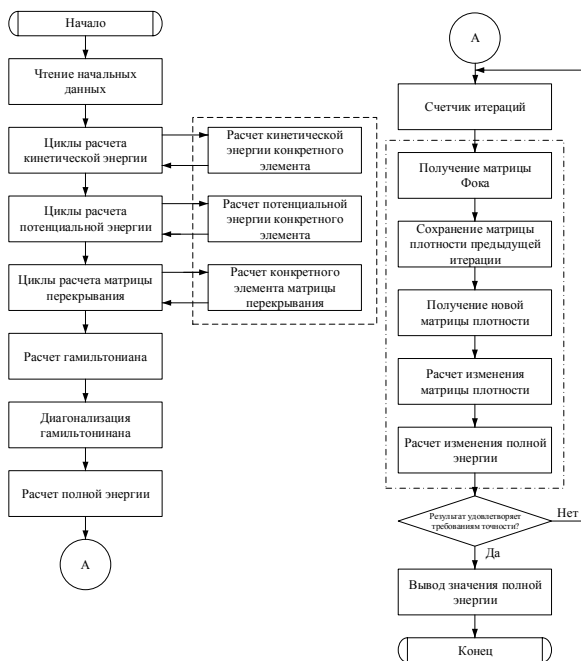 Начало
Чтение начальных
данных
Циклы расчета
кинетической энергии
Расчет кинетической
энергии конкретного
элемента
Циклы расчета
потенциальной энергии
Расчет потенциальной
энергии конкретного
элемента
Циклы расчета матрицы
перекрывания
Расчет конкретного
элемента матрицы
перекрывания
Расчет гамильтониана
Диагонализация
гамильтонинана
Расчет полной энергии
А
А
Счетчик итераций
Получение матрицы
Фока
Сохранение матрицы
плотности предыдущей
итерации
Получение новой
матрицы плотности
Расчет изменения
матрицы плотности
Расчет изменения полной
энергии
Результат удовлетворяет
требованиям точности?
Нет
Да
Вывод значения полной
энергии
Конец